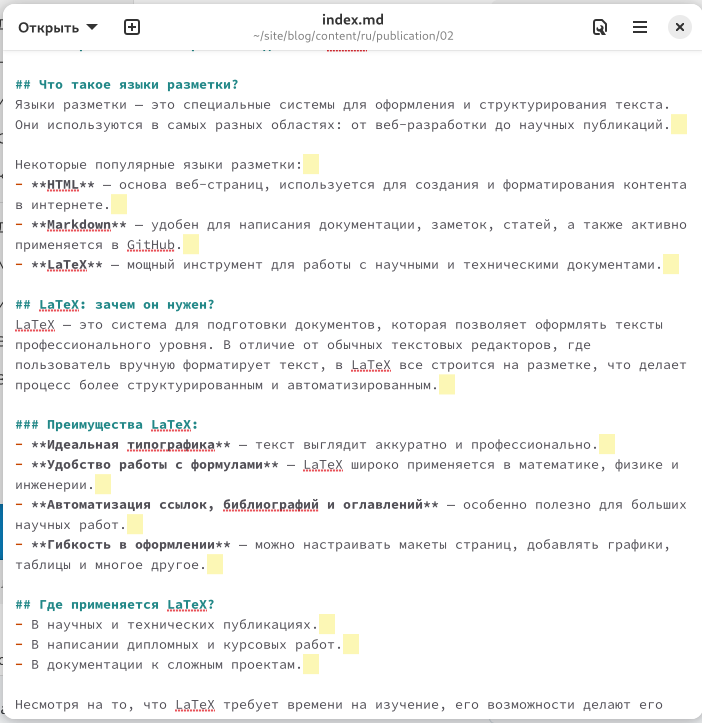 Открыть
index.md
~/site/blog/content/ru/publication/02
## Что такое языки разметки?
Языки разметки — это специальные системы для оформления и структурирования текста.
Они используются в самых разных областях: от веб-разработки до научных публикаций.
Некоторые популярные языки разметки:
- **HTML** — основа веб-страниц, используется для создания и форматирования контента
в интернете.
- **Markdown** — удобен для написания документации, заметок, статей, а также активно
применяется в GitHub.
- **LaTeX** — мощный инструмент для работы с научными и техническими документами.
## LaTeX: зачем он нужен?
LaTeX — это система для подготовки документов, которая позволяет оформлять тексты
профессионального уровня. В отличие от обычных текстовых редакторов, где
пользователь вручную форматирует текст, в LaTeX все строится на разметке, что делает
процесс более структурированным и автоматизированным.
### Преимущества LaTeX:
- **Идеальная типографика** — текст выглядит аккуратно и профессионально.
- **Удобство работы с формулами** — LaTeX широко применяется в математике, физике и
инженерии.
- **Автоматизация ссылок, библиографий и оглавлений** — особенно полезно для больших
научных работ.
- **Гибкость в оформлении** — можно настраивать макеты страниц, добавлять графики,
таблицы и многое другое.
## Где применяется LaTeX?
- В научных и технических публикациях.
- В написании дипломных и курсовых работ.
- В документации к сложным проектам.
Несмотря на то, что LaTeX требует времени на изучение, его возможности делают его